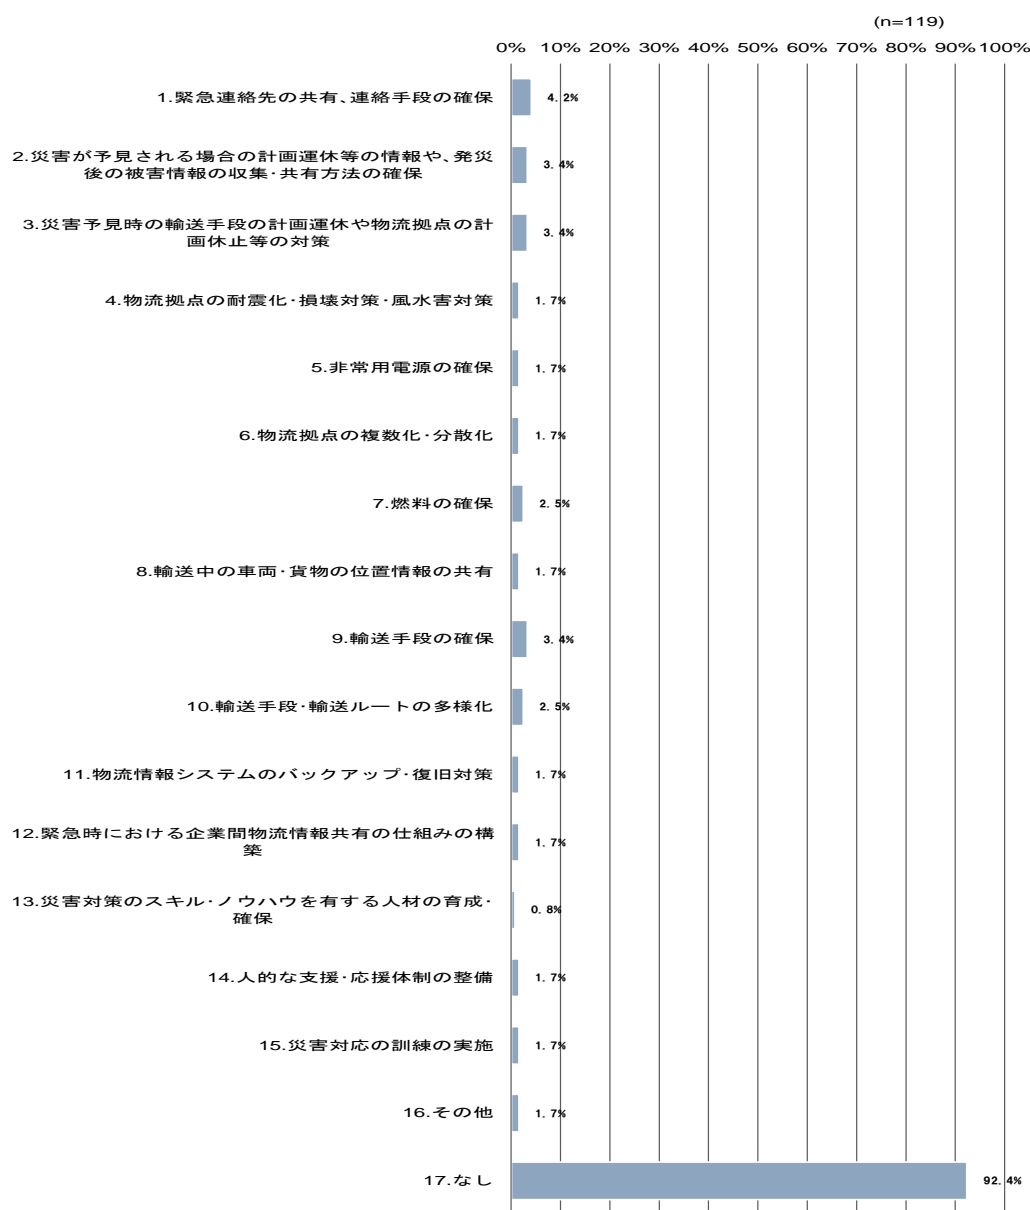 (n=119)
0% 10% 20% 30% 40% 50% 60% 70% 80% 90% 100%
1.緊急連絡先の共有、連絡手段の確保 4.2%
2.災害が予見される場合の計画運休等の情報や、発災
後の被害情報の収集・共有方法の確保 3.4%
3.災害予見時の輸送手段の計画運休や物流拠点の計
画休止等の対策 3.4%
4.物流拠点の耐震化・損壊対策・風水害対策 1.7%
5.非常用電源の確保 1.7%
6.物流拠点の複数化・分散化 1.7%
7.燃料の確保 2.5%
8.輸送中の車両・貨物の位置情報の共有 1.7%
9.輸送手段の確保 3.4%
10.輸送手段・輸送ルートの多様化 2.5%
11.物流情報システムのバックアップ・復旧対策 1.7%
12.緊急時における企業間物流情報共有の仕組みの構
築 1.7%
13.災害対策のスキル・ノウハウを有する人材の育成・
確保 0.8%
14.人的な支援・応援体制の整備 1.7%
15.災害対応の訓練の実施 1.7%
16.その他 1.7%
17.なし 92.4%